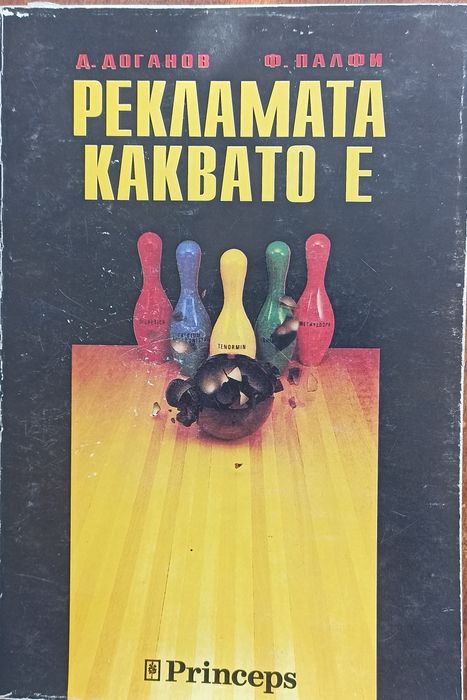 Д. ДОГАНОВ Ф. ПАЛФИ
РЕКЛАМАТА
КАКВАТО Е
TENORMIN
Princeps